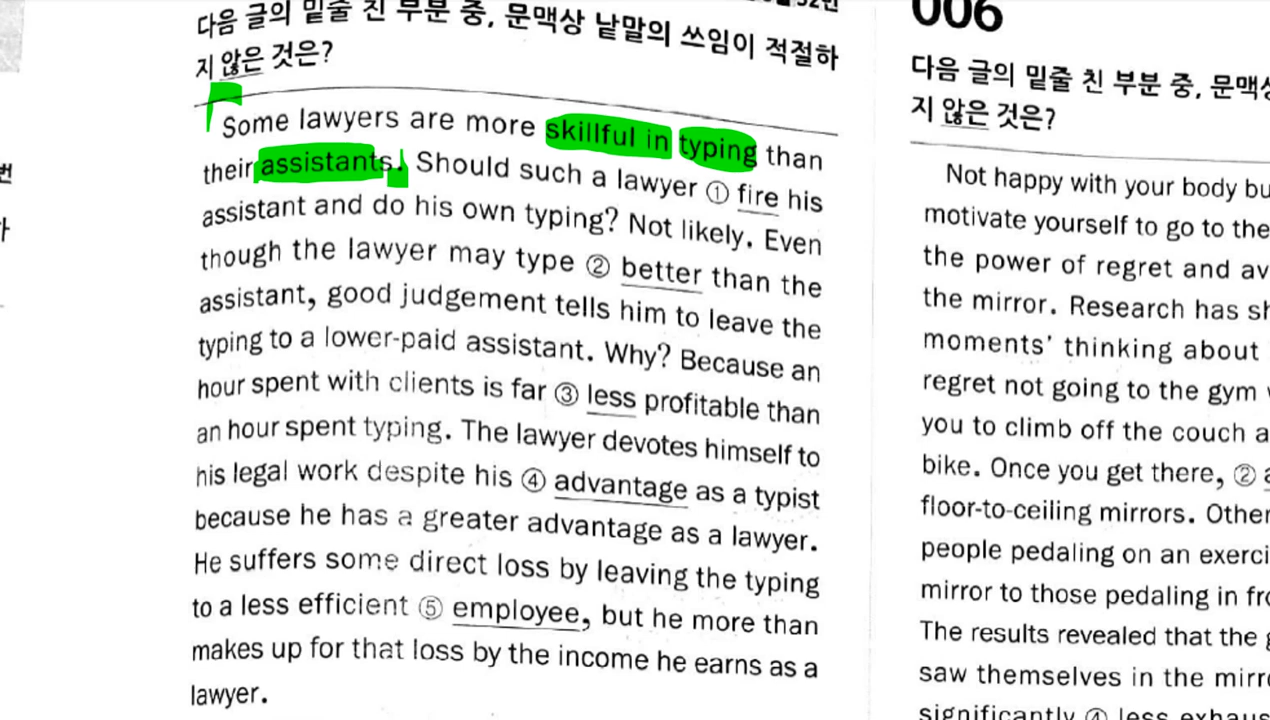 다음 글의 밑줄 친 부분 중, 문맥상 낱말의 쓰임이 적절하
지 않은 것은?
Some lawyers are more skillful in typing than
their assistants. Should such a lawyer ① fire his
assistant and do his own typing? Not likely. Even
though the lawyer may type ② better than the
assistant, good judgement tells him to leave the
typing to a lower-paid assistant. Why? Because an
hour spent with clients is far ③ less profitable than
an hour spent typing. The lawyer devotes himself to
his legal work despite his ④ advantage as a typist
because he has a greater advantage as a lawyer.
He suffers some direct loss by leaving the typing
to a less efficient ⑤ employee, but he more than
makes up for that loss by the income he earns as a
lawyer.
006
다음 글의 밑줄 친 부분 중, 문맥상
지 않은 것은?
Not happy with your body
motivate yourself to go to the
the power of regret and
the mirror. Research has
moments' thinking about
regret not going to the gym
you to climb off the couch
bike. Once you get there, ②
floor-to-ceiling mirrors.
people pedaling on an
mirror to those pedaling in
The results revealed that the
saw themselves in the
significantly ④ less